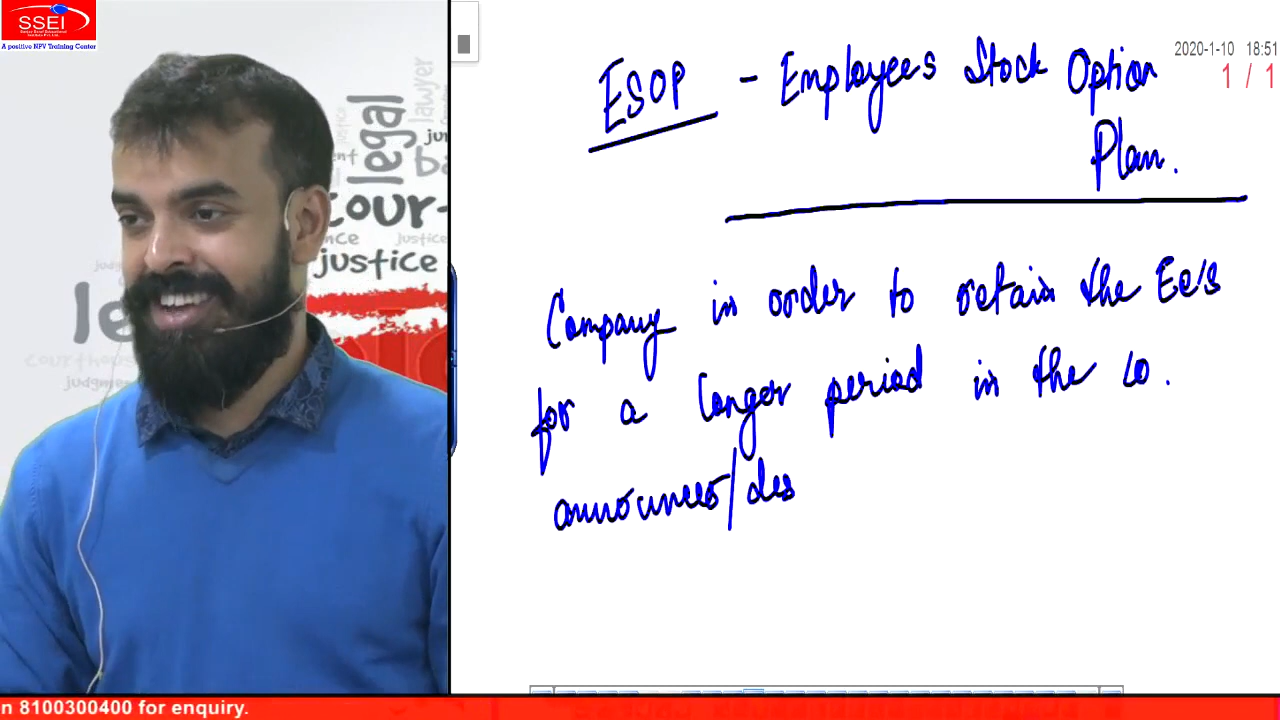 SSEI
A positive NPV Training Center
legal
lawyer
justice
cour-
justice
justice
judgment
2020-1-10 18:51
1 / 1
ESOP - Employees Stock Option
Plan.
Company in order to retain the Ee's
for a longer period in the co.
announces/des
n 8100300400 for enquiry.